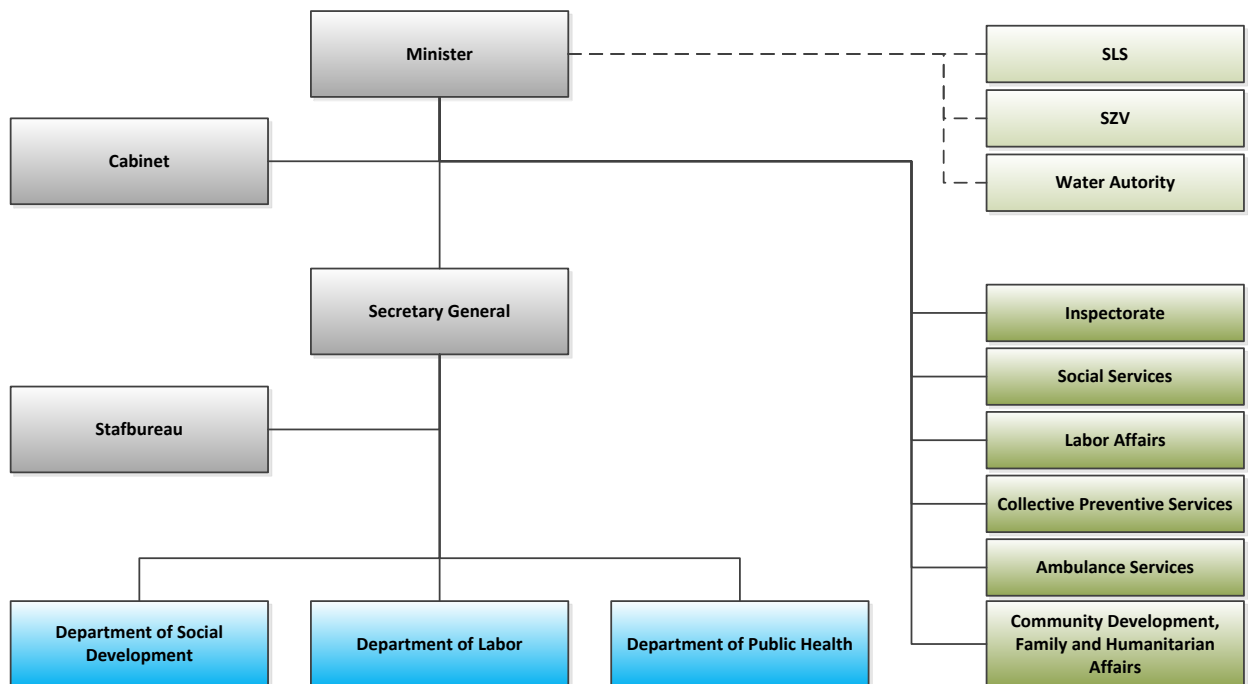 Minister
SLS
SZV
Cabinet
Water Autority
Secretary General
Inspectorate
Social Services
Stafbureau
Labor Affairs
Collective Preventive Services
Ambulance Services
Department of Social
Development
Department of Labor
Department of Public Health
Community Development,
Family and Humanitarian
Affairs